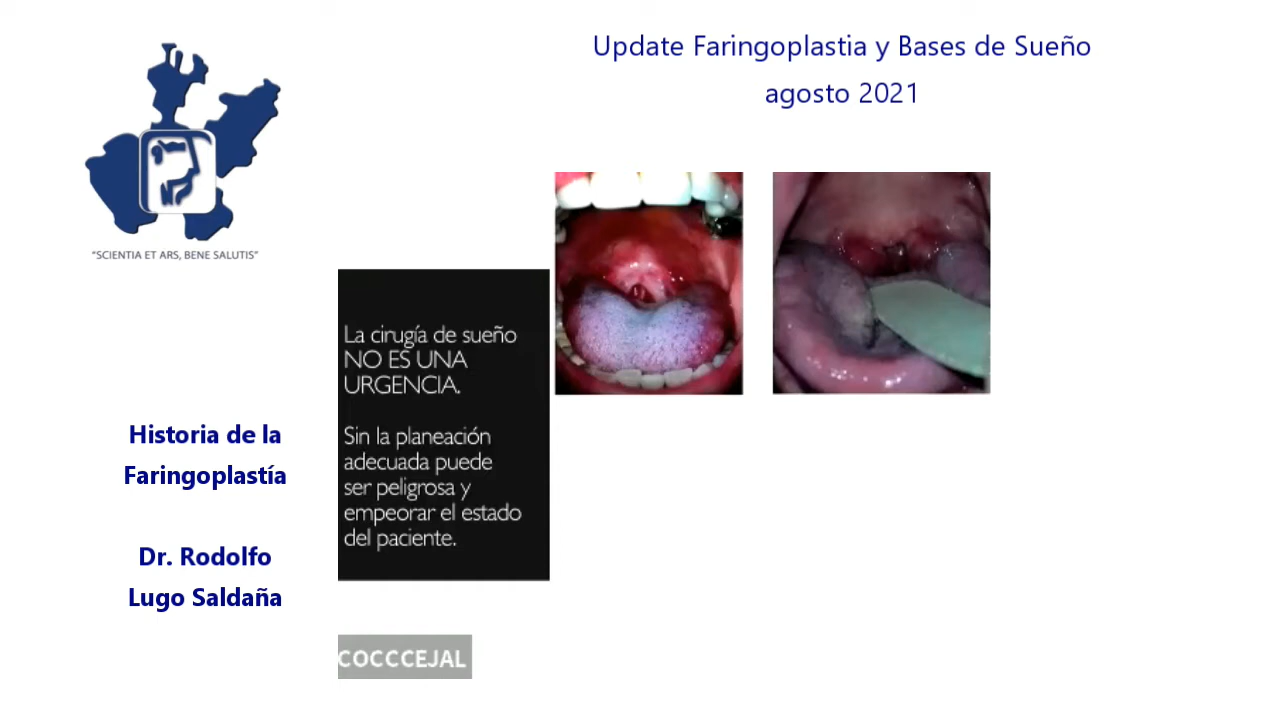 Update Faringoplastia y Bases de Sueño
agosto 2021
"SCIENTIA ET ARS, BENE SALUTIS"
La cirugía de sueño
NO ES UNA
URGENCIA.
Sin la planeación
adecuada puede
ser peligrosa y
empeorar el estado
del paciente.
Historia de la
Faringoplastía
Dr. Rodolfo
Lugo Saldaña
COCCCEJAL